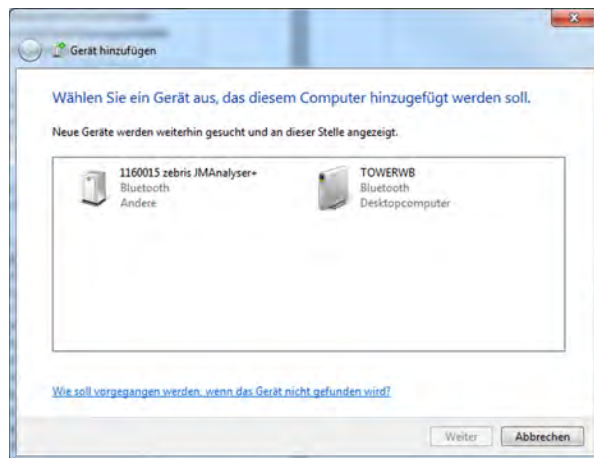 Gerät hinzufügen
Wählen Sie ein Gerät aus, das diesem Computer hinzugefügt werden soll.
Neue Geräte werden weiterhin gesucht und an dieser Stelle angezeigt.
1160015 zebris JMAnalyser+
Bluetooth
Andere
TOWERWB
Bluetooth
Desktopcomputer
Wie soll vorgegangen werden, wenn das Gerät nicht gefunden wird?
Weiter
Abbrechen